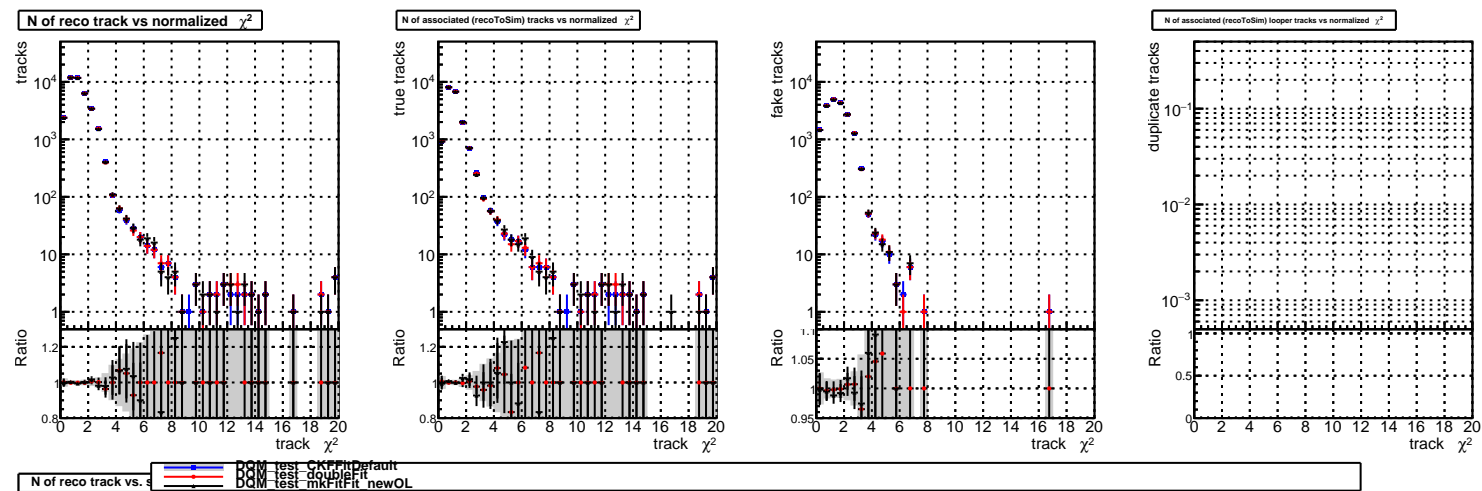 N of reco track vs normalized χ²
N of associated (recoToSim) tracks vs normalized χ²
N of associated (recoToSim) looper tracks vs normalized χ²
tracks
10⁴
10³
10²
10
1
Ratio
1.2
1
0.8
0 2 4 6 8 10 12 14 16 18 20
track χ²
true tracks
10⁴
10³
10²
10
1
Ratio
1.2
1
0.8
0 2 4 6 8 10 12 14 16 18 20
track χ²
fake tracks
10⁴
10³
10²
10
1
Ratio
1.1
1.05
1
0.95
0 2 4 6 8 10 12 14 16 18 20
track χ²
duplicate tracks
10⁻¹
10⁻²
10⁻³
Ratio
1
0.5
0
0 2 4 6 8 10 12 14 16 18 20
track χ²
N of reco track vs.
DQM_test_CKFFitDefault
DQM_test_doubleFit
DQM_test_mkFitFit_newOL